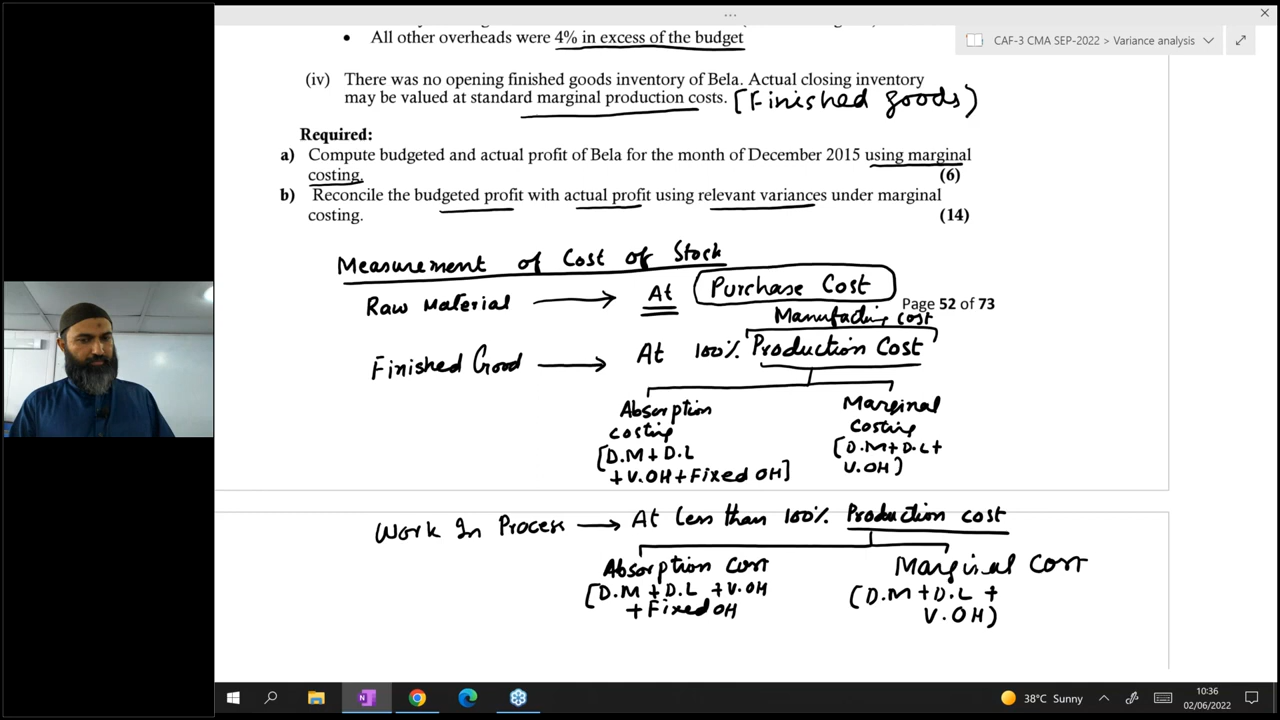 • All other overheads were 4% in excess of the budget
CAF-3 CMA SEP-2022 > Variance analysis
(iv) There was no opening finished goods inventory of Bela. Actual closing inventory
may be valued at standard marginal production costs. [Finished goods)
Required:
a) Compute budgeted and actual profit of Bela for the month of December 2015 using marginal
costing. (6)
b) Reconcile the budgeted profit with actual profit using relevant variances under marginal
costing. (14)
Measurement of Cost of Stock
Raw Material → At Purchase Cost
Page 52 of 73
Manufacting cost
Finished Good → At 100% Production Cost
Absorption
costing
[D.M + D.L
+ V.OH + Fixed OH]
Marginal
costing
[D.M + D.L +
V.OH)
Work In Process → At less than 100% Production cost
Absorption cost
[D.M + D.L + V.OH
+ Fixed OH
Marginal cost
(D.M + D.L +
V.OH)
38°C Sunny
10:36
02/06/2022